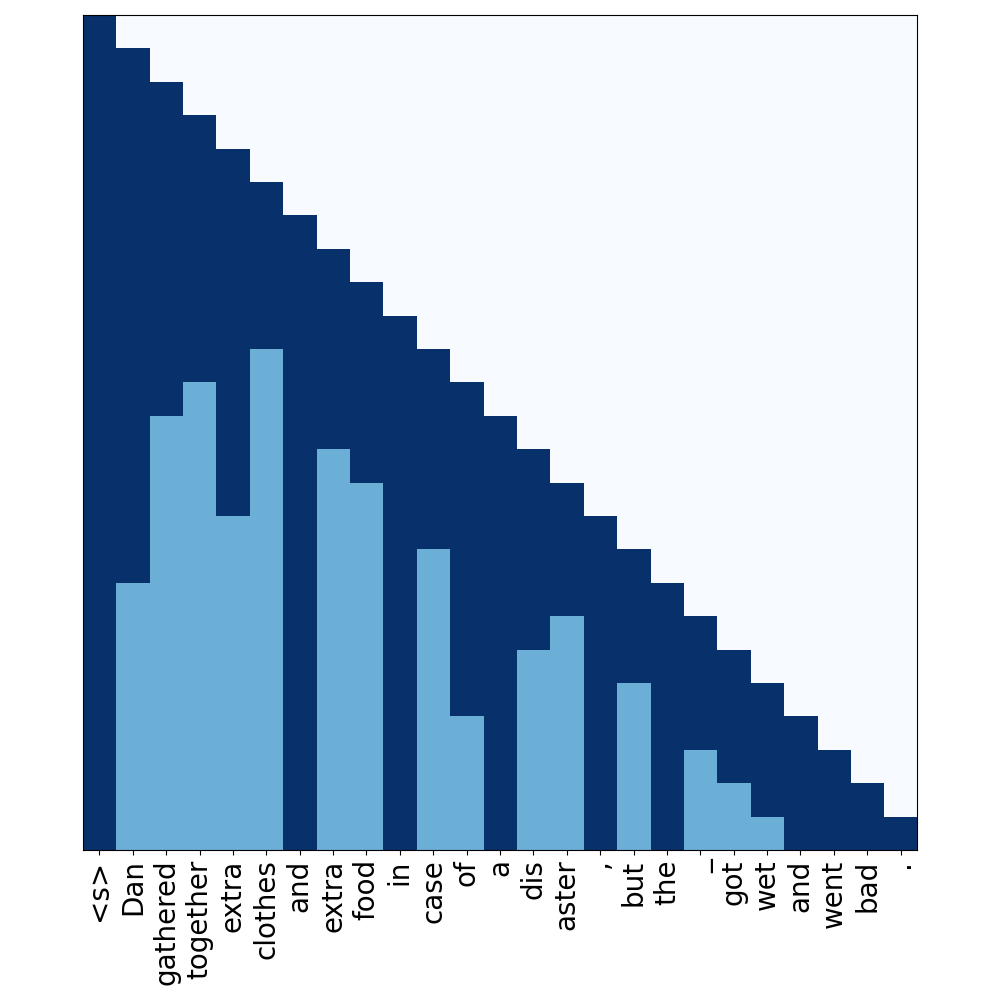 <s> Dan gathered together extra clothes and extra food in case of a dis aster , but the _ got wet and went bad .